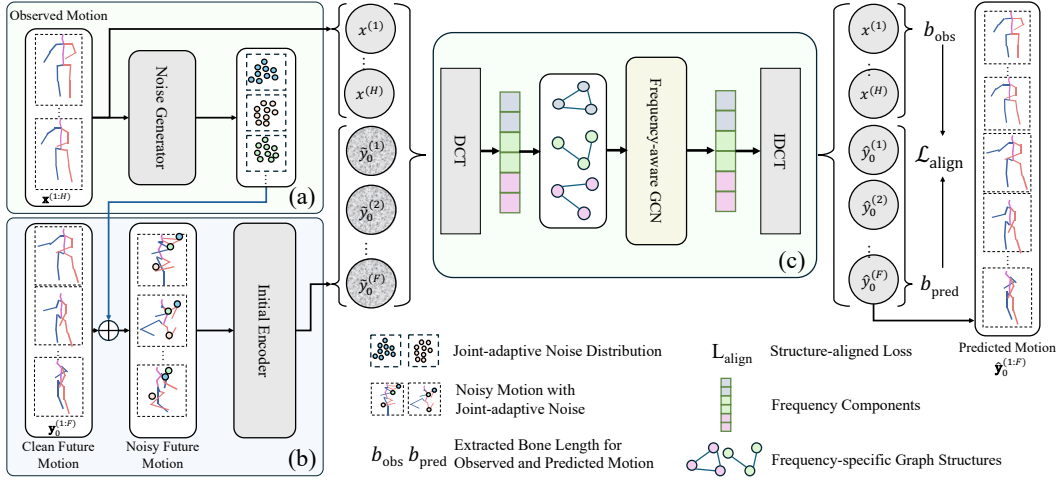 Observed Motion
x^(1:H)
Noise Generator
(a)
y_0^(1:F)
Clean Future
Motion
Noisy Future
Motion
Initial Encoder
(b)
x^(1)
x^(H)
ỹ_0^(1)
ỹ_0^(2)
ỹ_0^(F)
DCT
Frequency-aware GCN
IDCT
(c)
x^(1)
x^(H)
ŷ_0^(1)
ŷ_0^(2)
ŷ_0^(F)
b_obs
ℒ_align
b_pred
Predicted Motion
ŷ_0^(1:F)
Joint-adaptive Noise Distribution
Noisy Motion with
Joint-adaptive Noise
b_obs b_pred
Extracted Bone Length for
Observed and Predicted Motion
L_align
Structure-aligned Loss
Frequency Components
Frequency-specific Graph Structures